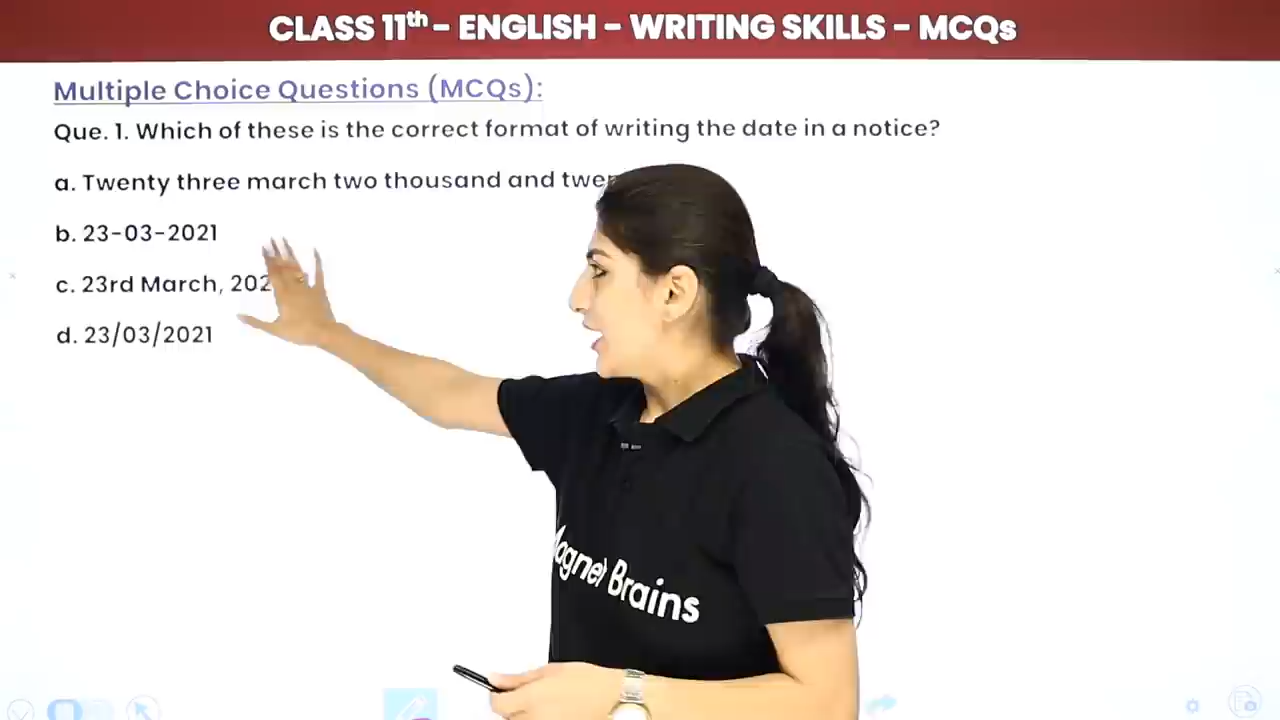 CLASS 11th - ENGLISH - WRITING SKILLS - MCQs
Multiple Choice Questions (MCQs):
Que. 1. Which of these is the correct format of writing the date in a notice?
a. Twenty three march two thousand and
b. 23-03-2021
c. 23rd March,
d. 23/03/2021
Brains